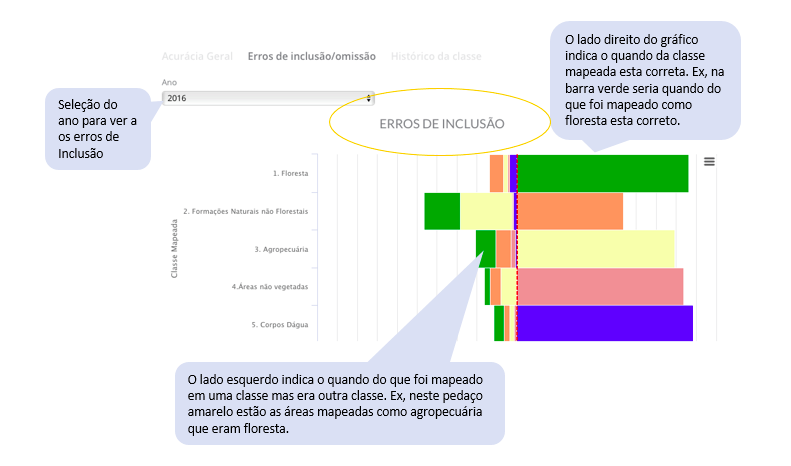 O lado direito do gráfico
indica o quando da classe
mapeada esta correta. Ex, na
barra verde seria quando do
que foi mapeado como
floresta esta correto.
Acurácia Geral
Erros de inclusão/omissão
Histórico da classe
Ano
2016
Seleção do
ano para ver a
os erros de
Inclusão
ERROS DE INCLUSÃO
Classe Mapeada
1. Floresta
2. Formações Naturais não Florestais
3. Agropecuária
4.Áreas não vegetadas
5. Corpos Dágua
O lado esquerdo indica o quando do que foi mapeado
em uma classe mas era outra classe. Ex, neste pedaço
amarelo estão as áreas mapeadas como agropecuária
que eram floresta.